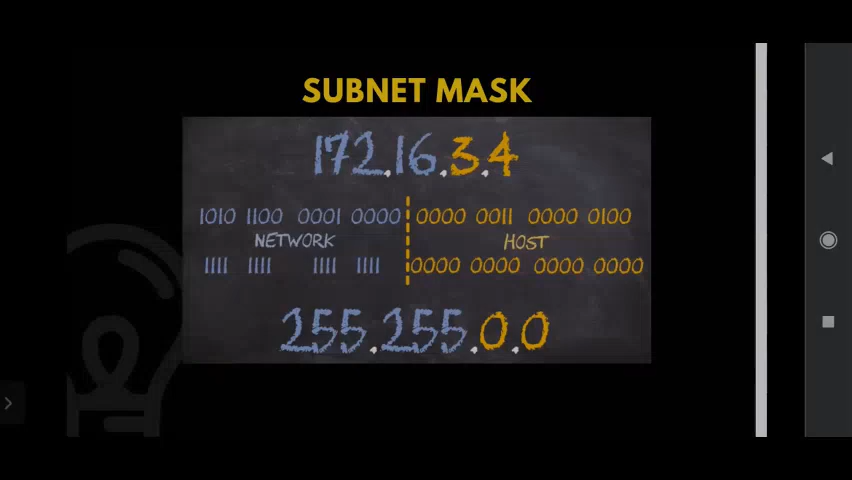 SUBNET MASK
172.16.3.4
1010 1100 0001 0000 0000 0011 0000 0100
NETWORK HOST
1111 1111 1111 1111 0000 0000 0000 0000
255.255.0.0